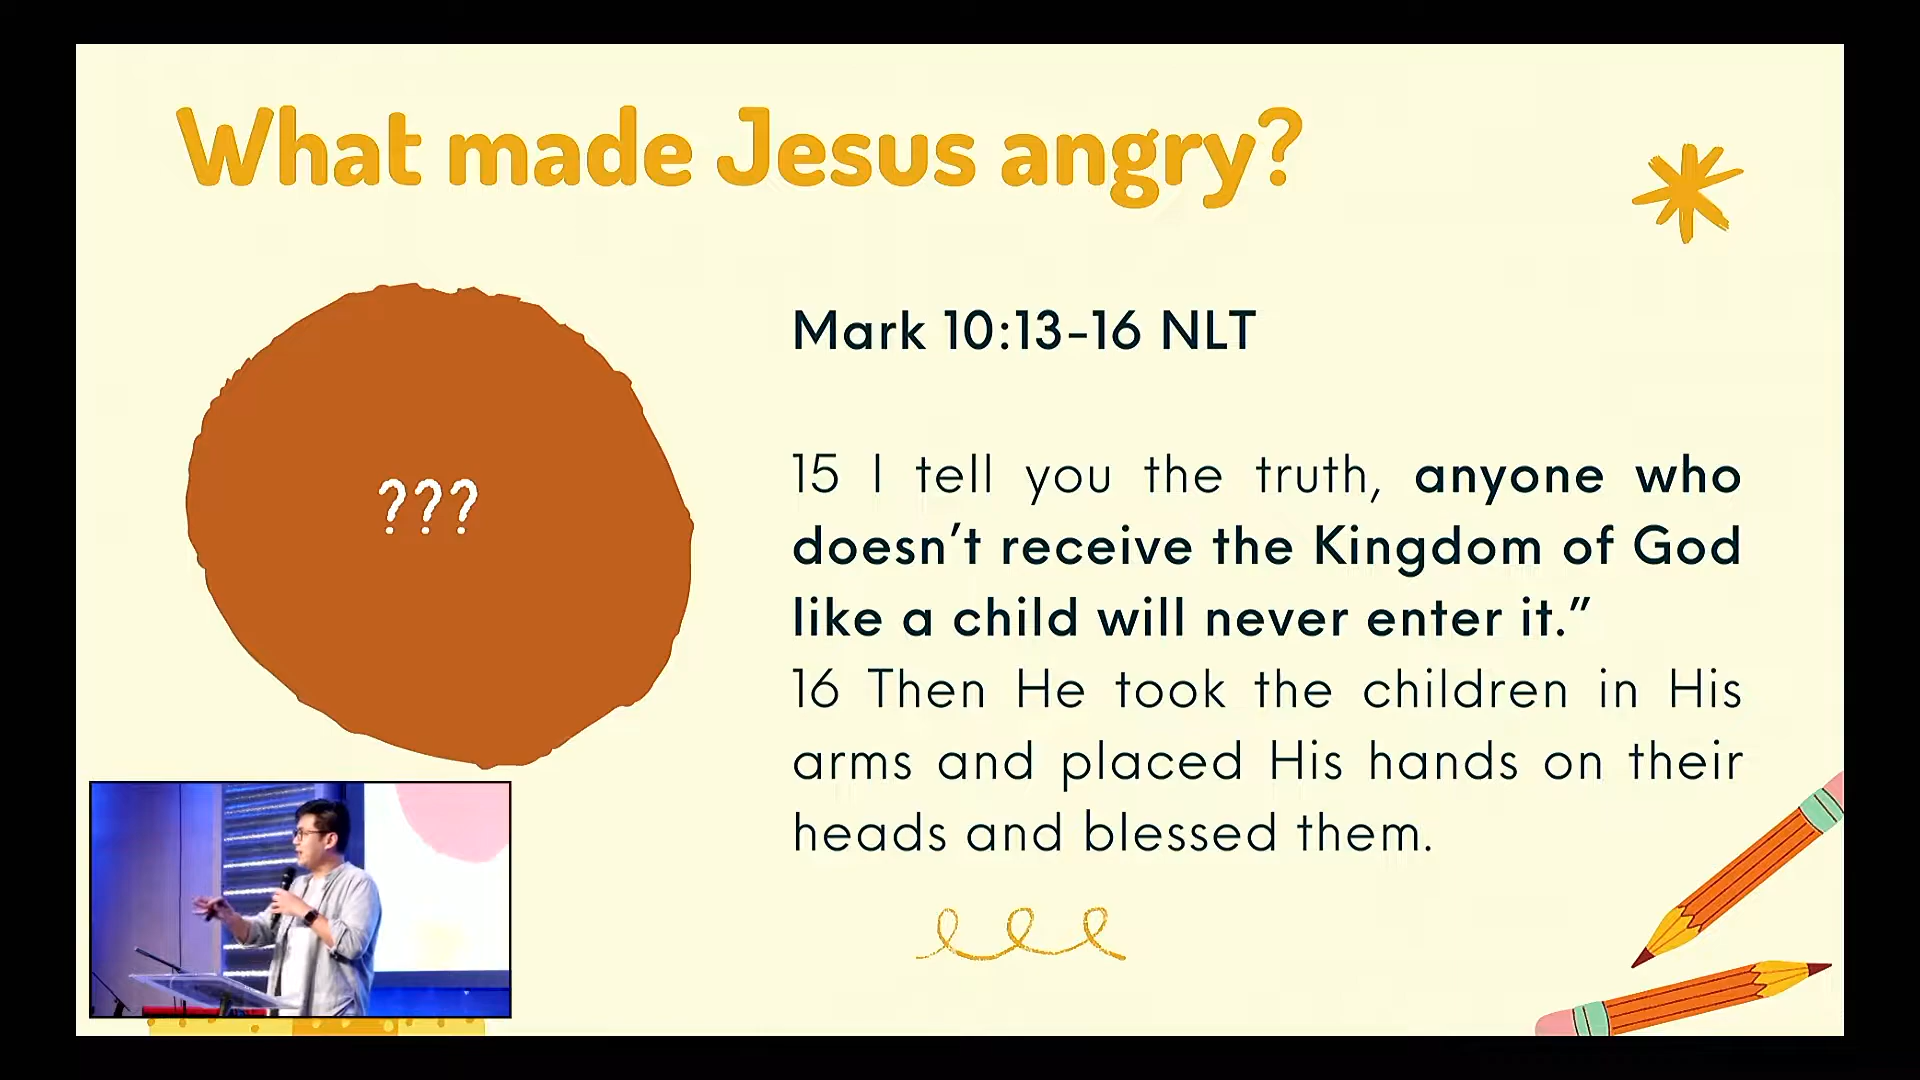 What made Jesus angry?
???
Mark 10:13-16 NLT
15 I tell you the truth, anyone who
doesn’t receive the Kingdom of God
like a child will never enter it.”
16 Then He took the children in His
arms and placed His hands on their
heads and blessed them.